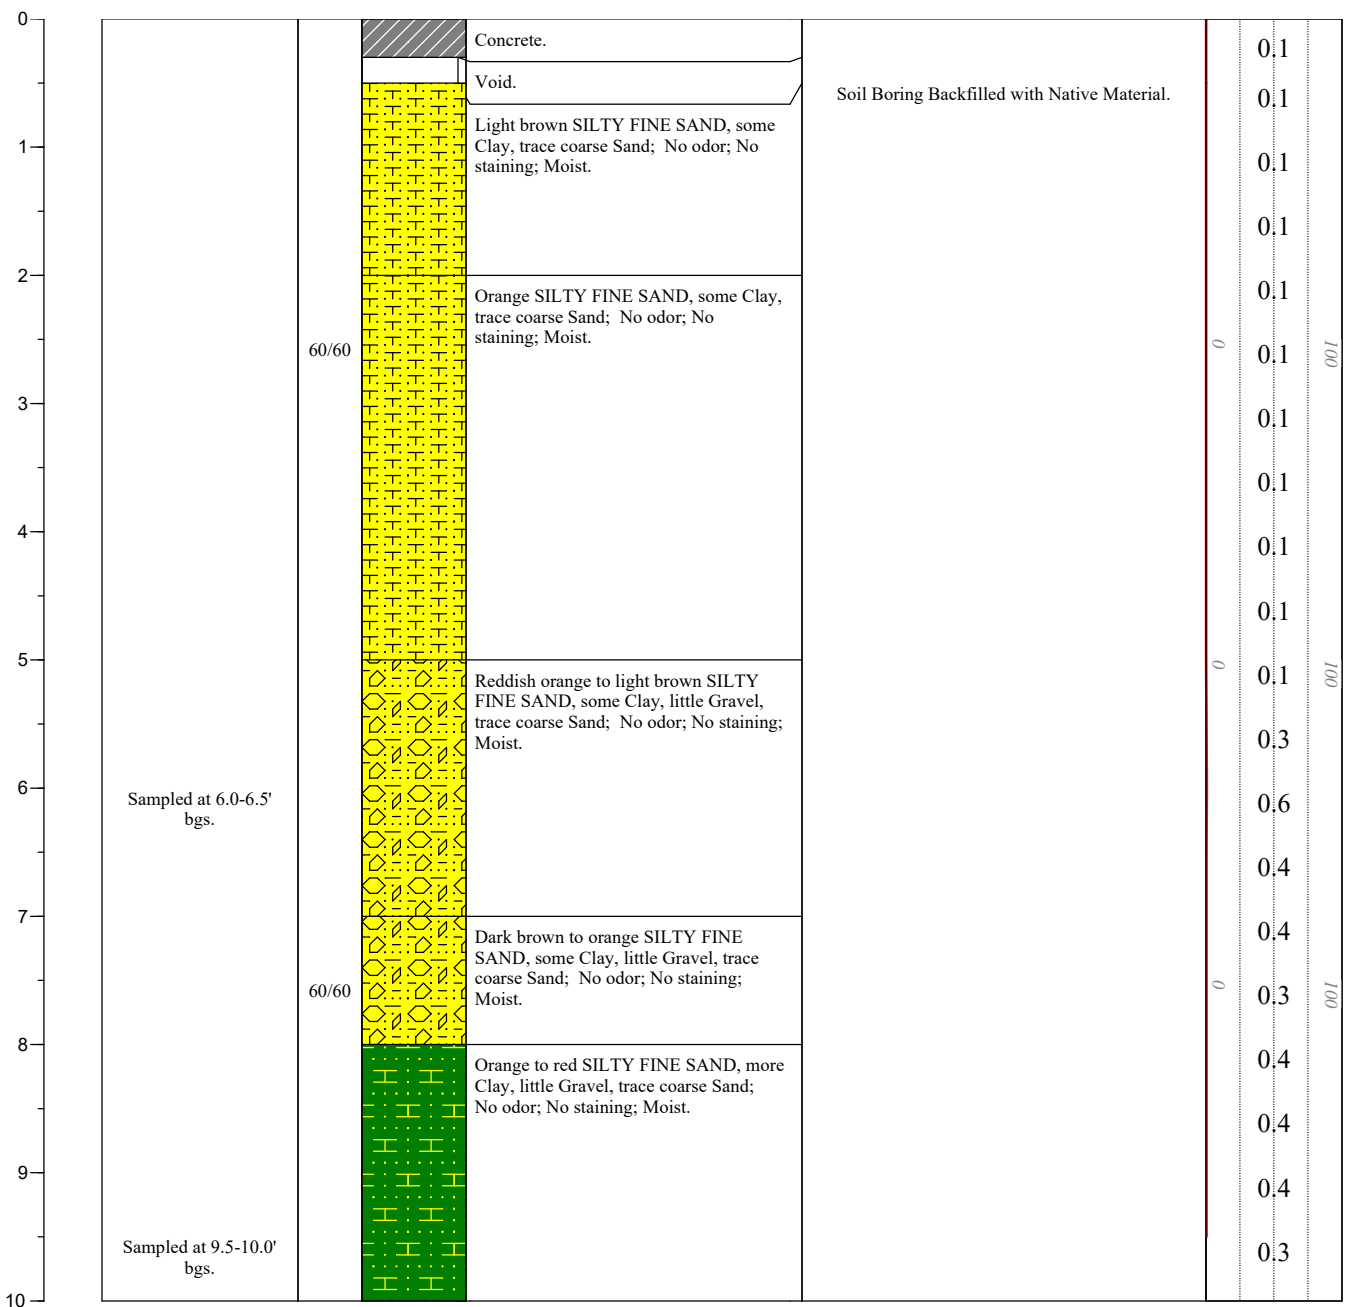 0
1
2
3
4
5
6
7
8
9
10
Sampled at 6.0-6.5'
bgs.
Sampled at 9.5-10.0'
bgs.
60/60
60/60
Concrete.
Void.
Light brown SILTY FINE SAND, some
Clay, trace coarse Sand;  No odor; No
staining; Moist.
Orange SILTY FINE SAND, some Clay,
trace coarse Sand;  No odor; No
staining; Moist.
Reddish orange to light brown SILTY
FINE SAND, some Clay, little Gravel,
trace coarse Sand;  No odor; No staining;
Moist.
Dark brown to orange SILTY FINE
SAND, some Clay, little Gravel, trace
coarse Sand;  No odor; No staining;
Moist.
Orange to red SILTY FINE SAND, more
Clay, little Gravel, trace coarse Sand;
No odor; No staining; Moist.
Soil Boring Backfilled with Native Material.
0
0
0
0.1
0.1
0.1
0.1
0.1
0.1
0.1
0.1
0.1
0.1
0.1
0.3
0.6
0.4
0.4
0.3
0.4
0.4
0.4
0.3
100
100
100